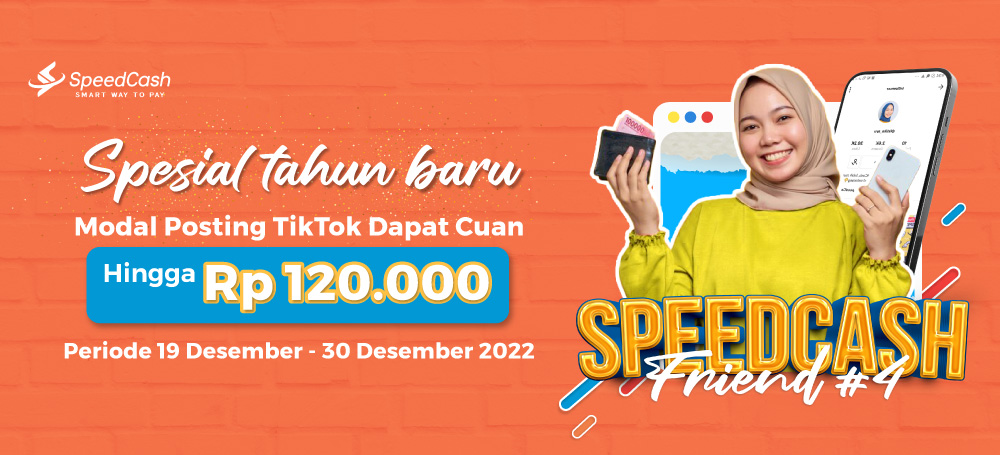 SpeedCash
SMART WAY TO PAY
Spesial tahun baru
Modal Posting TikTok Dapat Cuan
Hingga Rp 120.000
Periode 19 Desember - 30 Desember 2022
100000
SPEEDCASH
Friend #4